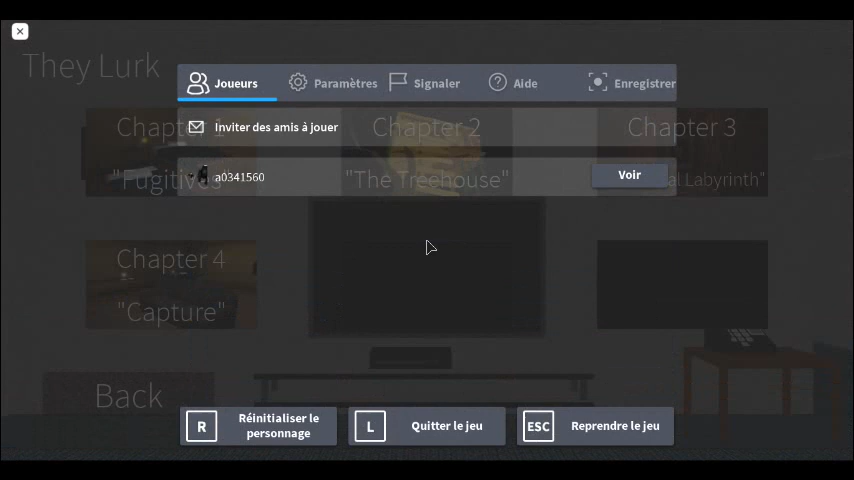 They Lurk
Joueurs
Paramètres
Signaler
Aide
Enregistrer
Inviter des amis à jouer
Chapter 1
Chapter 2
Chapter 3
a0341560
Voir
"Fugitives"
"The Treehouse"
Labyrinth"
Chapter 4
"Capture"
Back
R
Réinitialiser le
personnage
L
Quitter le jeu
ESC
Reprendre le jeu